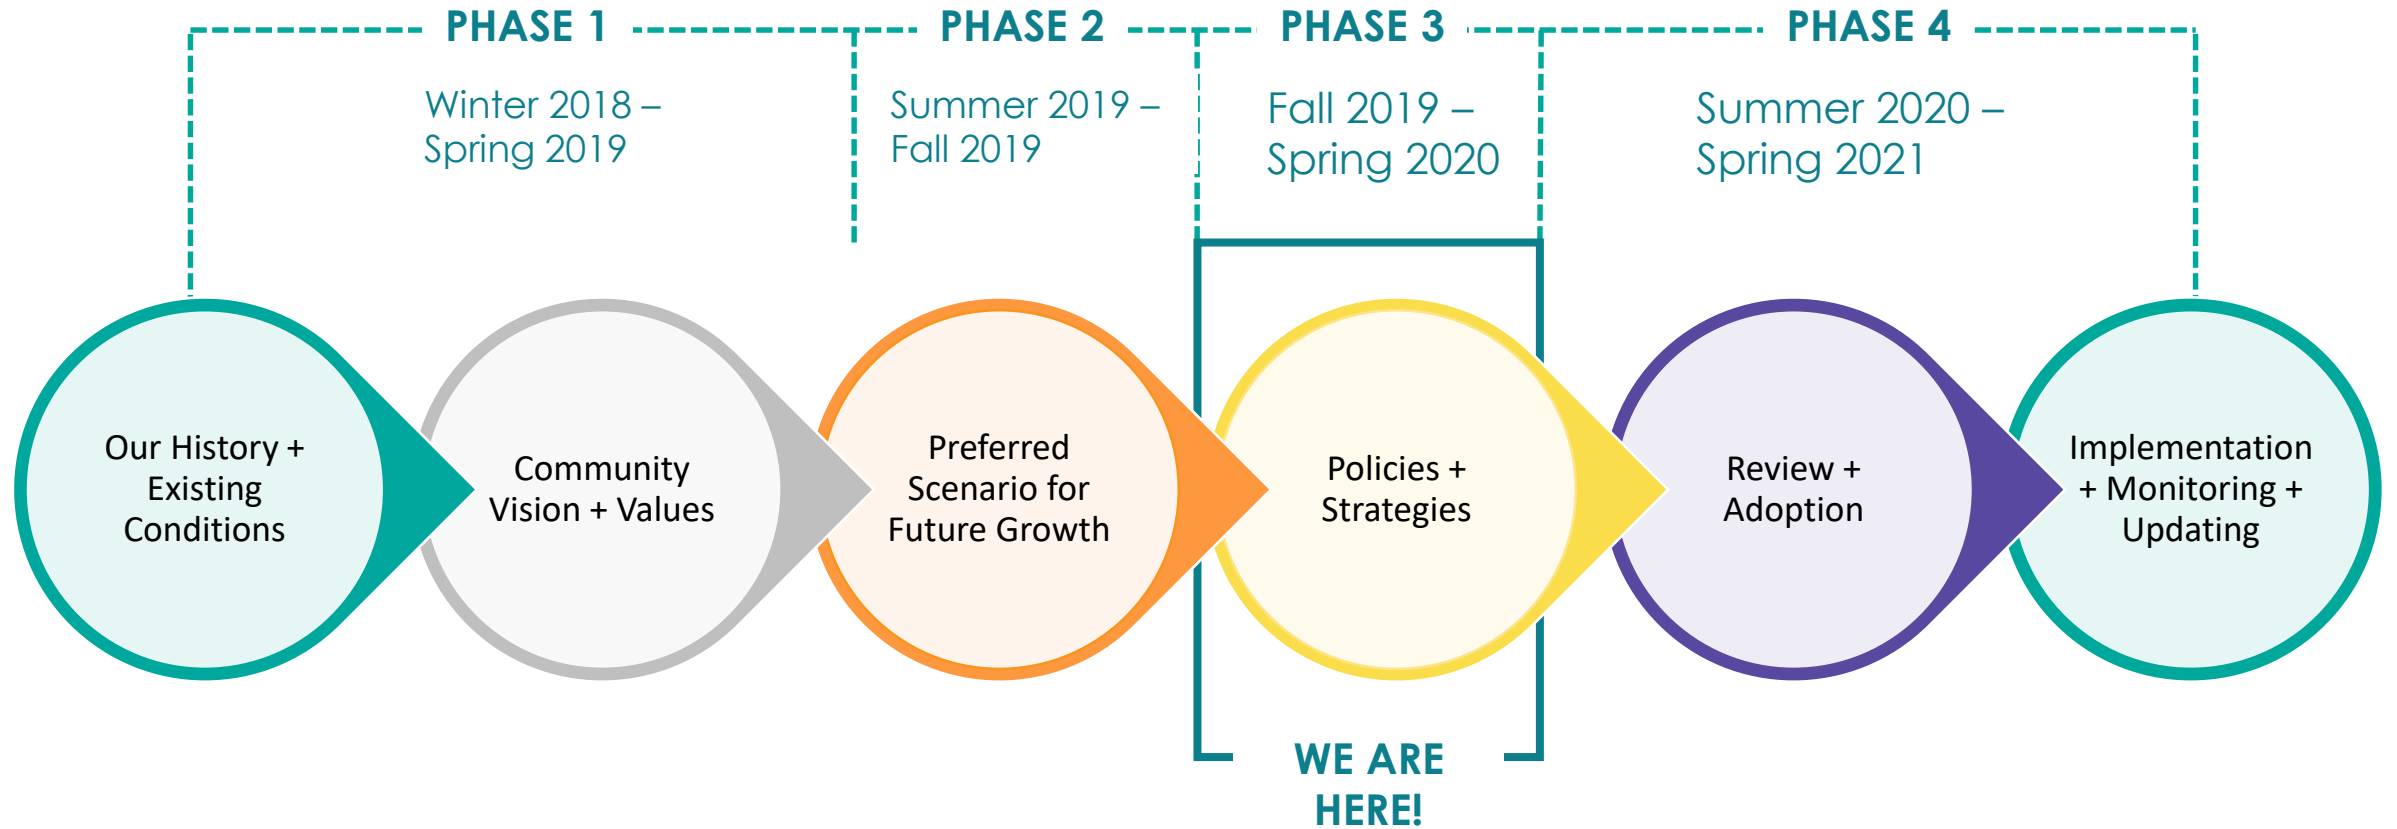 PHASE 1
PHASE 2
PHASE 3
PHASE 4
Winter 2018 –
Spring 2019
Summer 2019 –
Fall 2019
Fall 2019 –
Spring 2020
Summer 2020 –
Spring 2021
Our History +
Existing
Conditions
Community
Vision + Values
Preferred
Scenario for
Future Growth
Policies +
Strategies
Review +
Adoption
Implementation
+ Monitoring +
Updating
WE ARE
HERE!